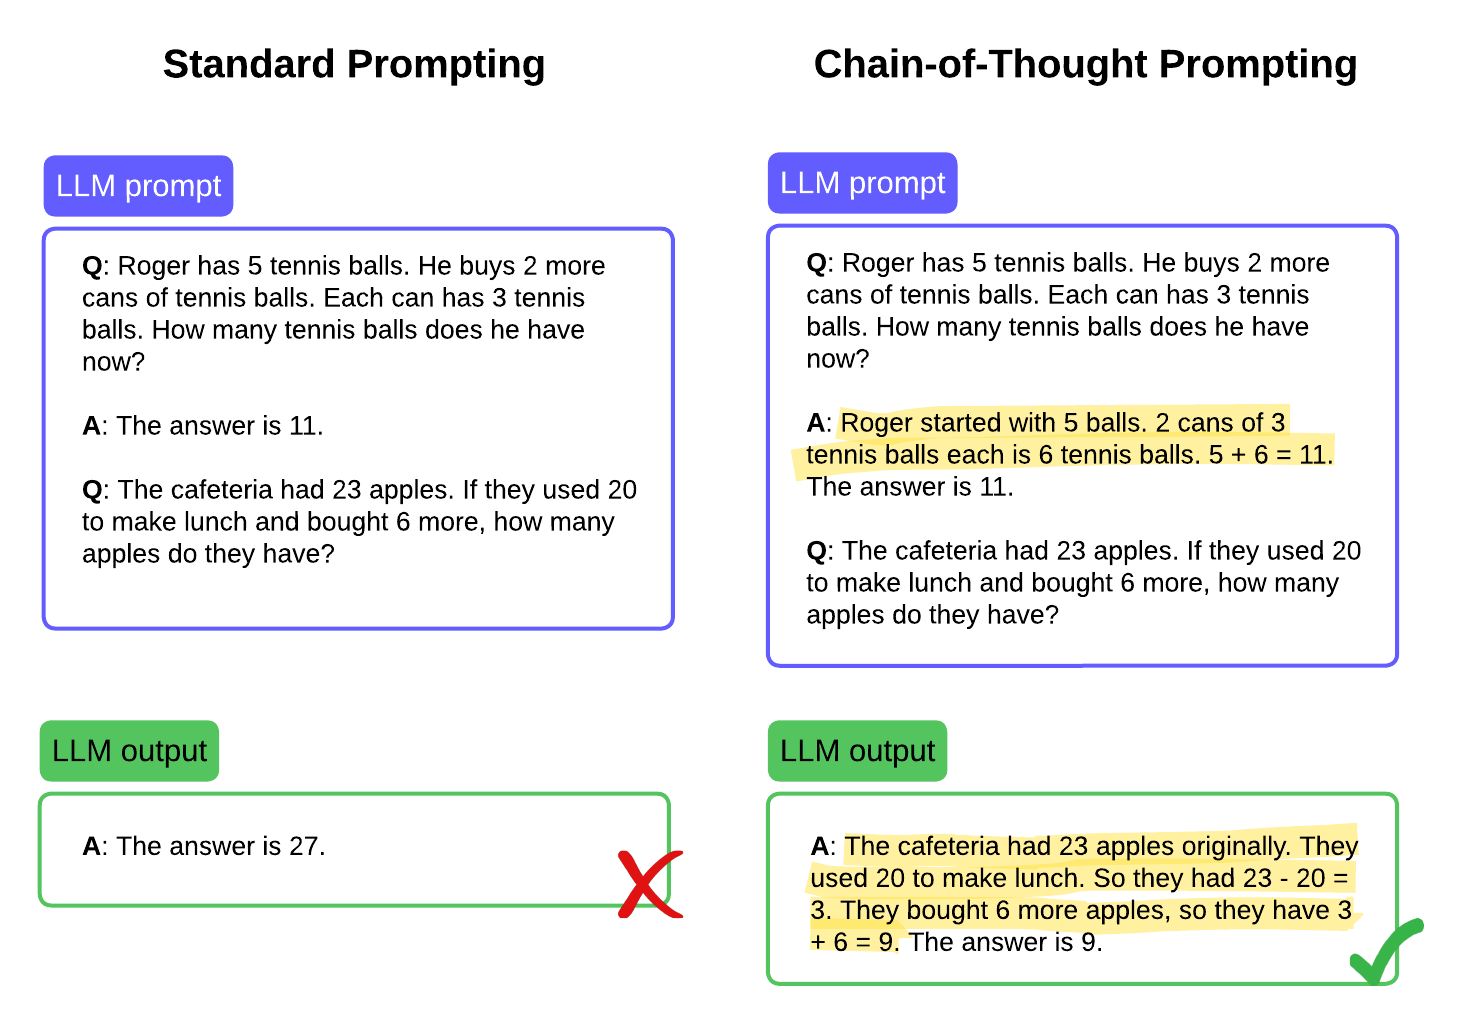 Standard Prompting
LLM prompt
Q: Roger has 5 tennis balls. He buys 2 more
cans of tennis balls. Each can has 3 tennis
balls. How many tennis balls does he have
now?
A: The answer is 11.
Q: The cafeteria had 23 apples. If they used 20
to make lunch and bought 6 more, how many
apples do they have?
LLM output
A: The answer is 27.
Chain-of-Thought Prompting
LLM prompt
Q: Roger has 5 tennis balls. He buys 2 more
cans of tennis balls. Each can has 3 tennis
balls. How many tennis balls does he have
now?
A: Roger started with 5 balls. 2 cans of 3
tennis balls each is 6 tennis balls. 5 + 6 = 11.
The answer is 11.
Q: The cafeteria had 23 apples. If they used 20
to make lunch and bought 6 more, how many
apples do they have?
LLM output
A: The cafeteria had 23 apples originally. They
used 20 to make lunch. So they had 23 - 20 =
3. They bought 6 more apples, so they have 3
+ 6 = 9. The answer is 9.